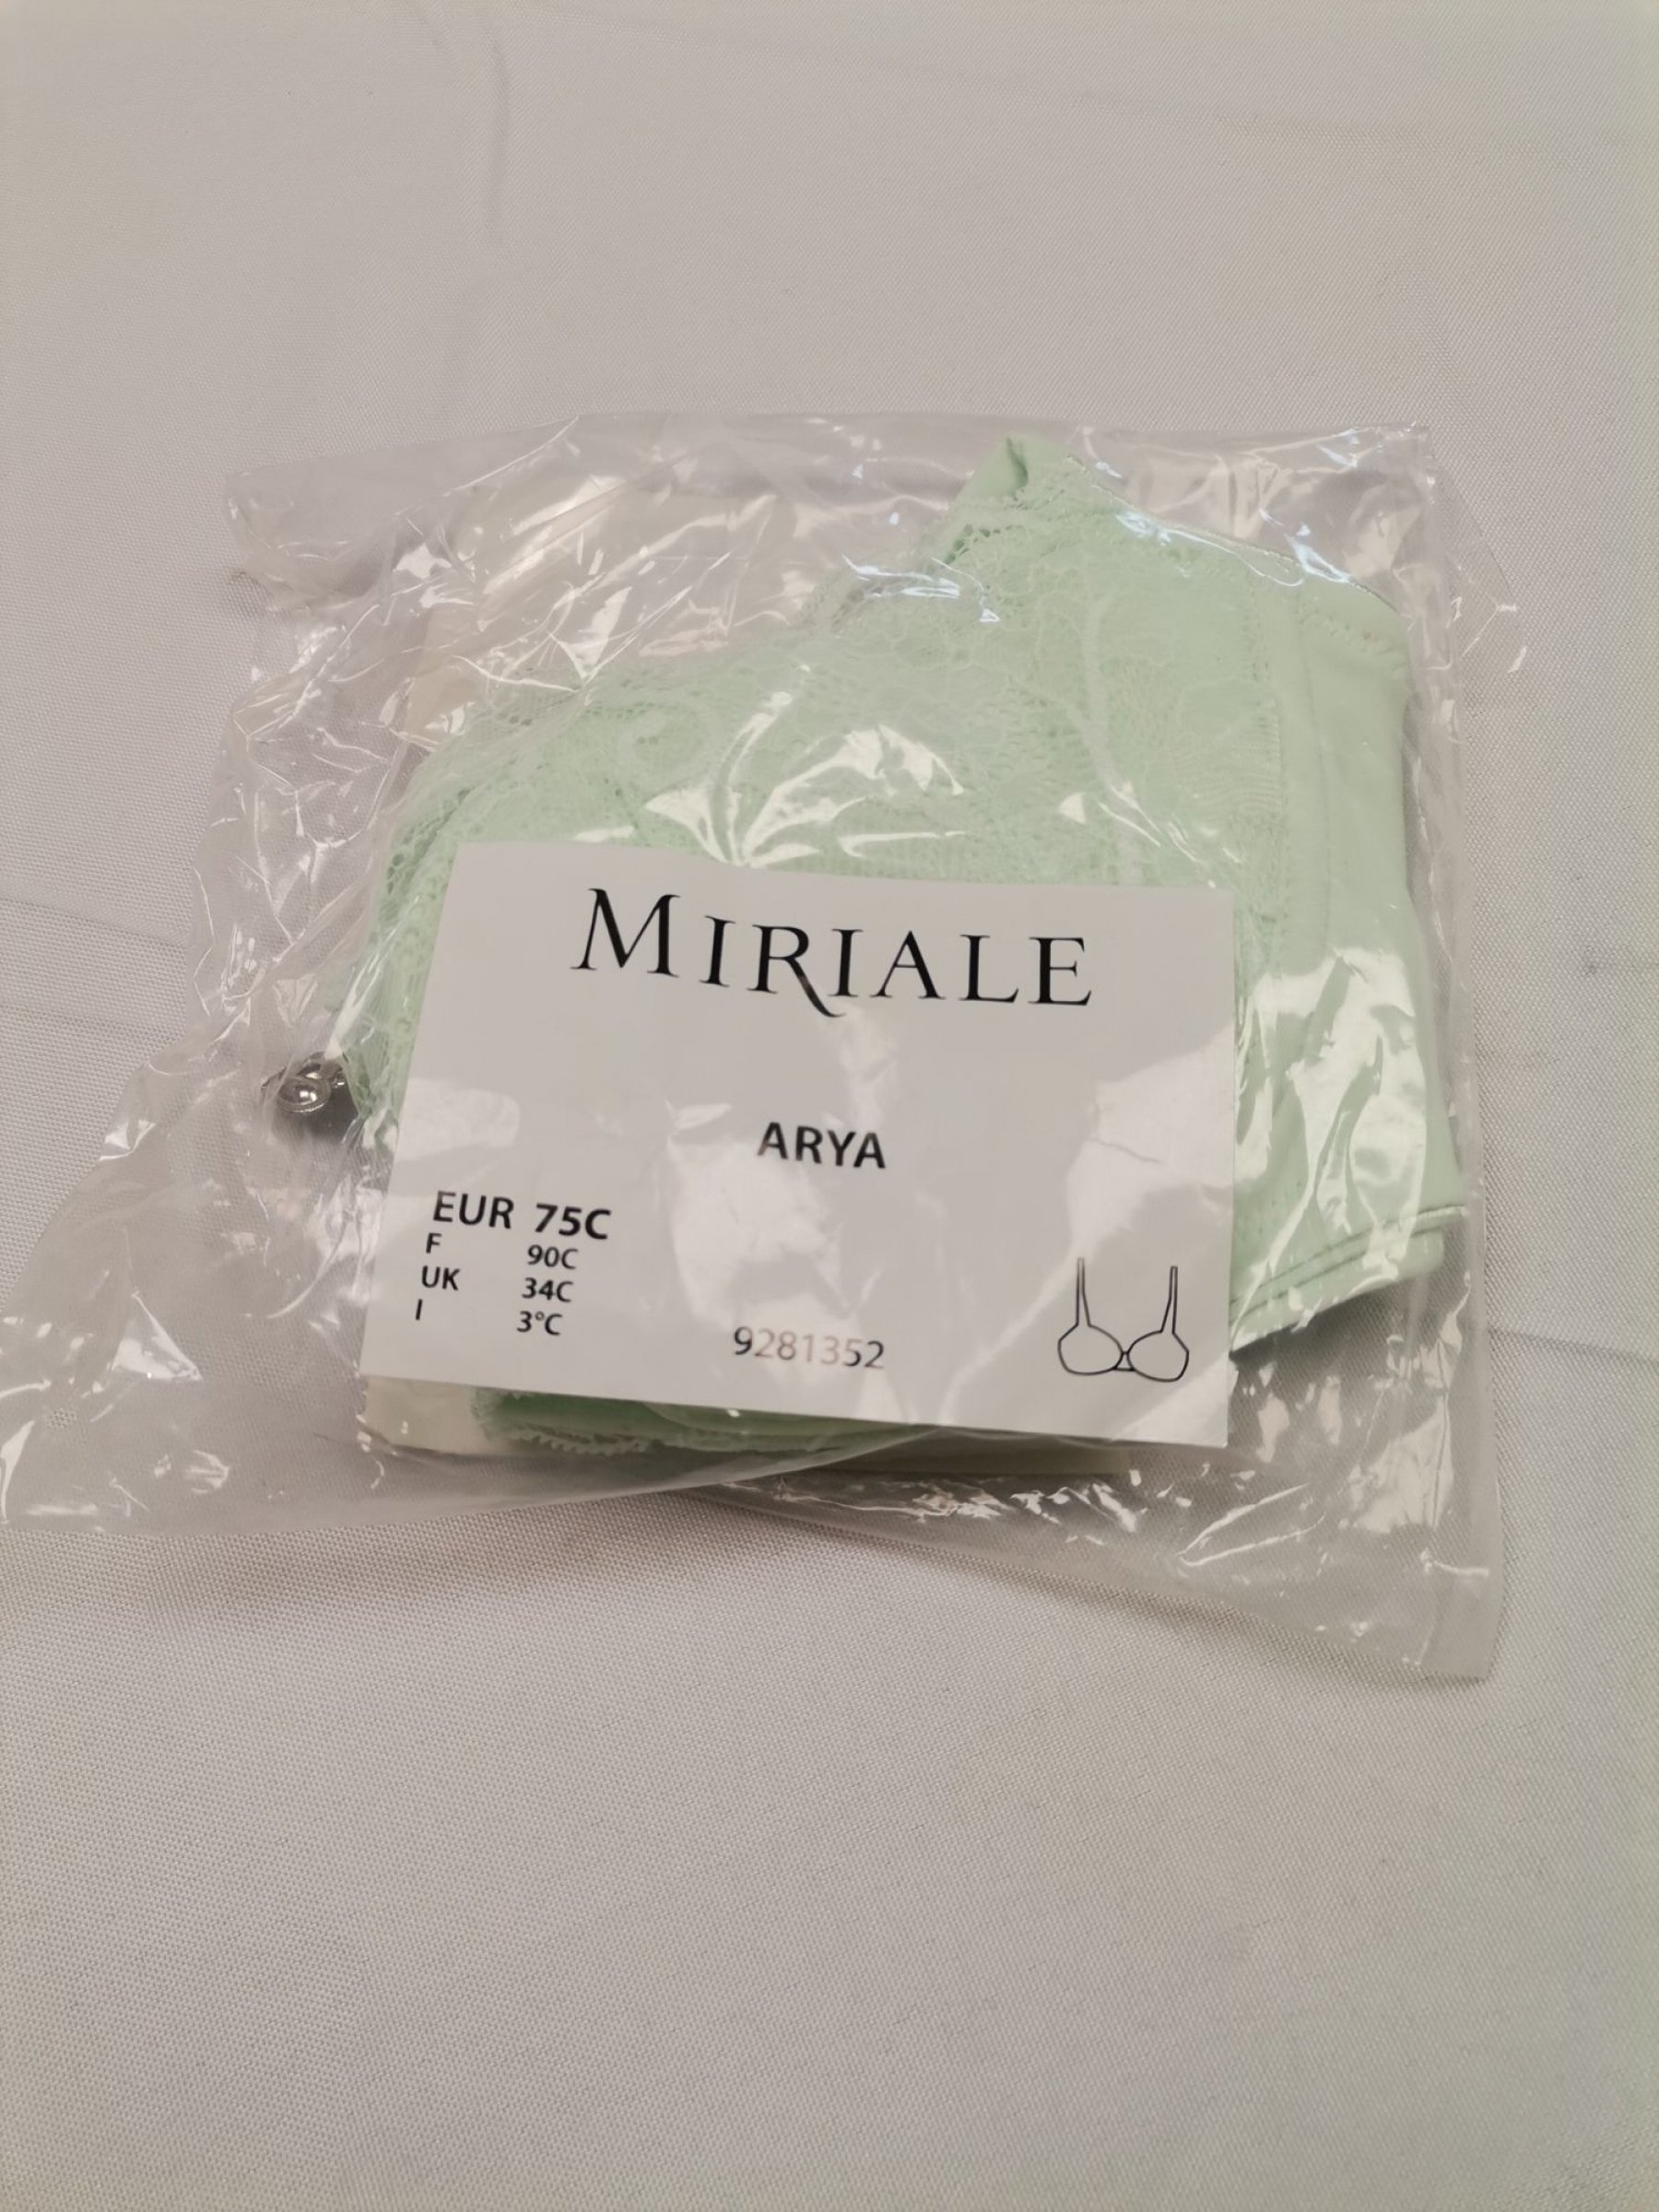 MIRIALE
ARYA
EUR 75C
F 90C
UK 34C
I 3°C
9281352